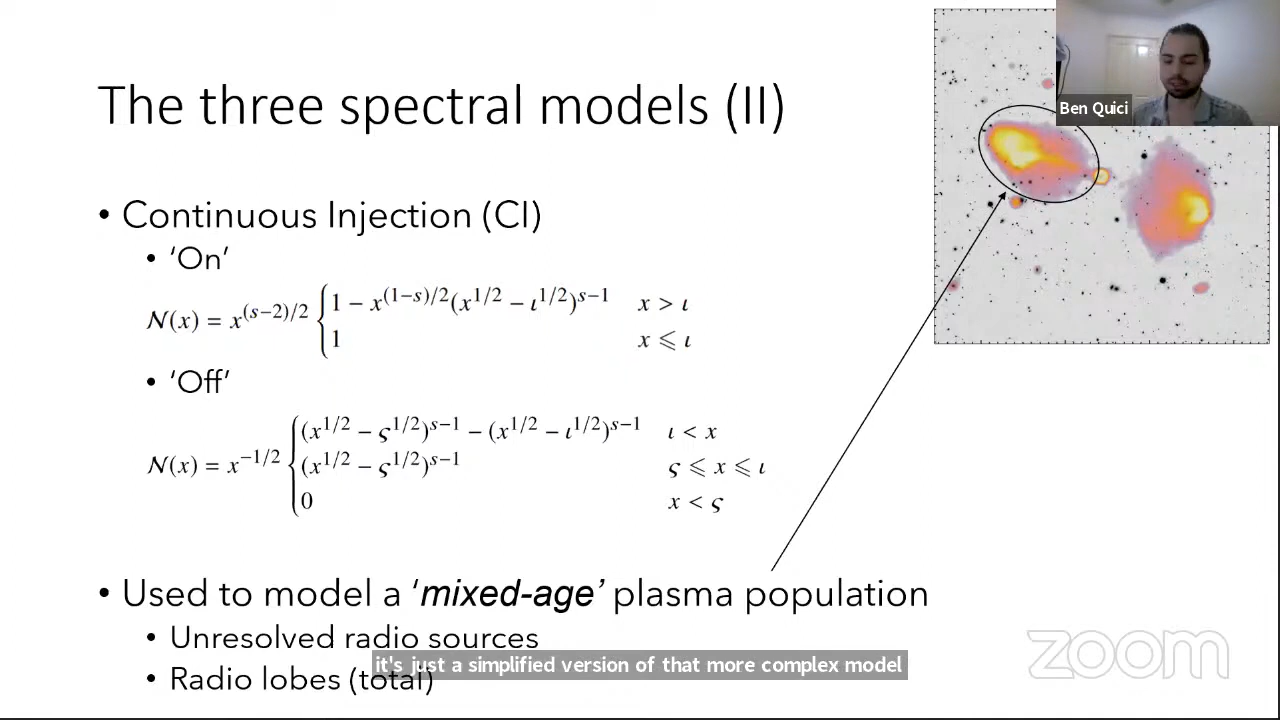 The three spectral models (II)
Ben Quici
• Continuous Injection (CI)
• ‘On’
𝒩(x) = x^{(s−2)/2} { 1 − x^{(1−s)/2}(x^{1/2} − ι^{1/2})^{s−1}   x > ι
1   x ⩽ ι
• ‘Off’
𝒩(x) = x^{−1/2} { (x^{1/2} − ς^{1/2})^{s−1} − (x^{1/2} − ι^{1/2})^{s−1}   ι < x
(x^{1/2} − ς^{1/2})^{s−1}   ς ⩽ x ⩽ ι
0   x < ς
• Used to model a ‘mixed-age’ plasma population
• Unresolved radio sources
it's just a simplified version of that more complex model
• Radio lobes (total)
zoom